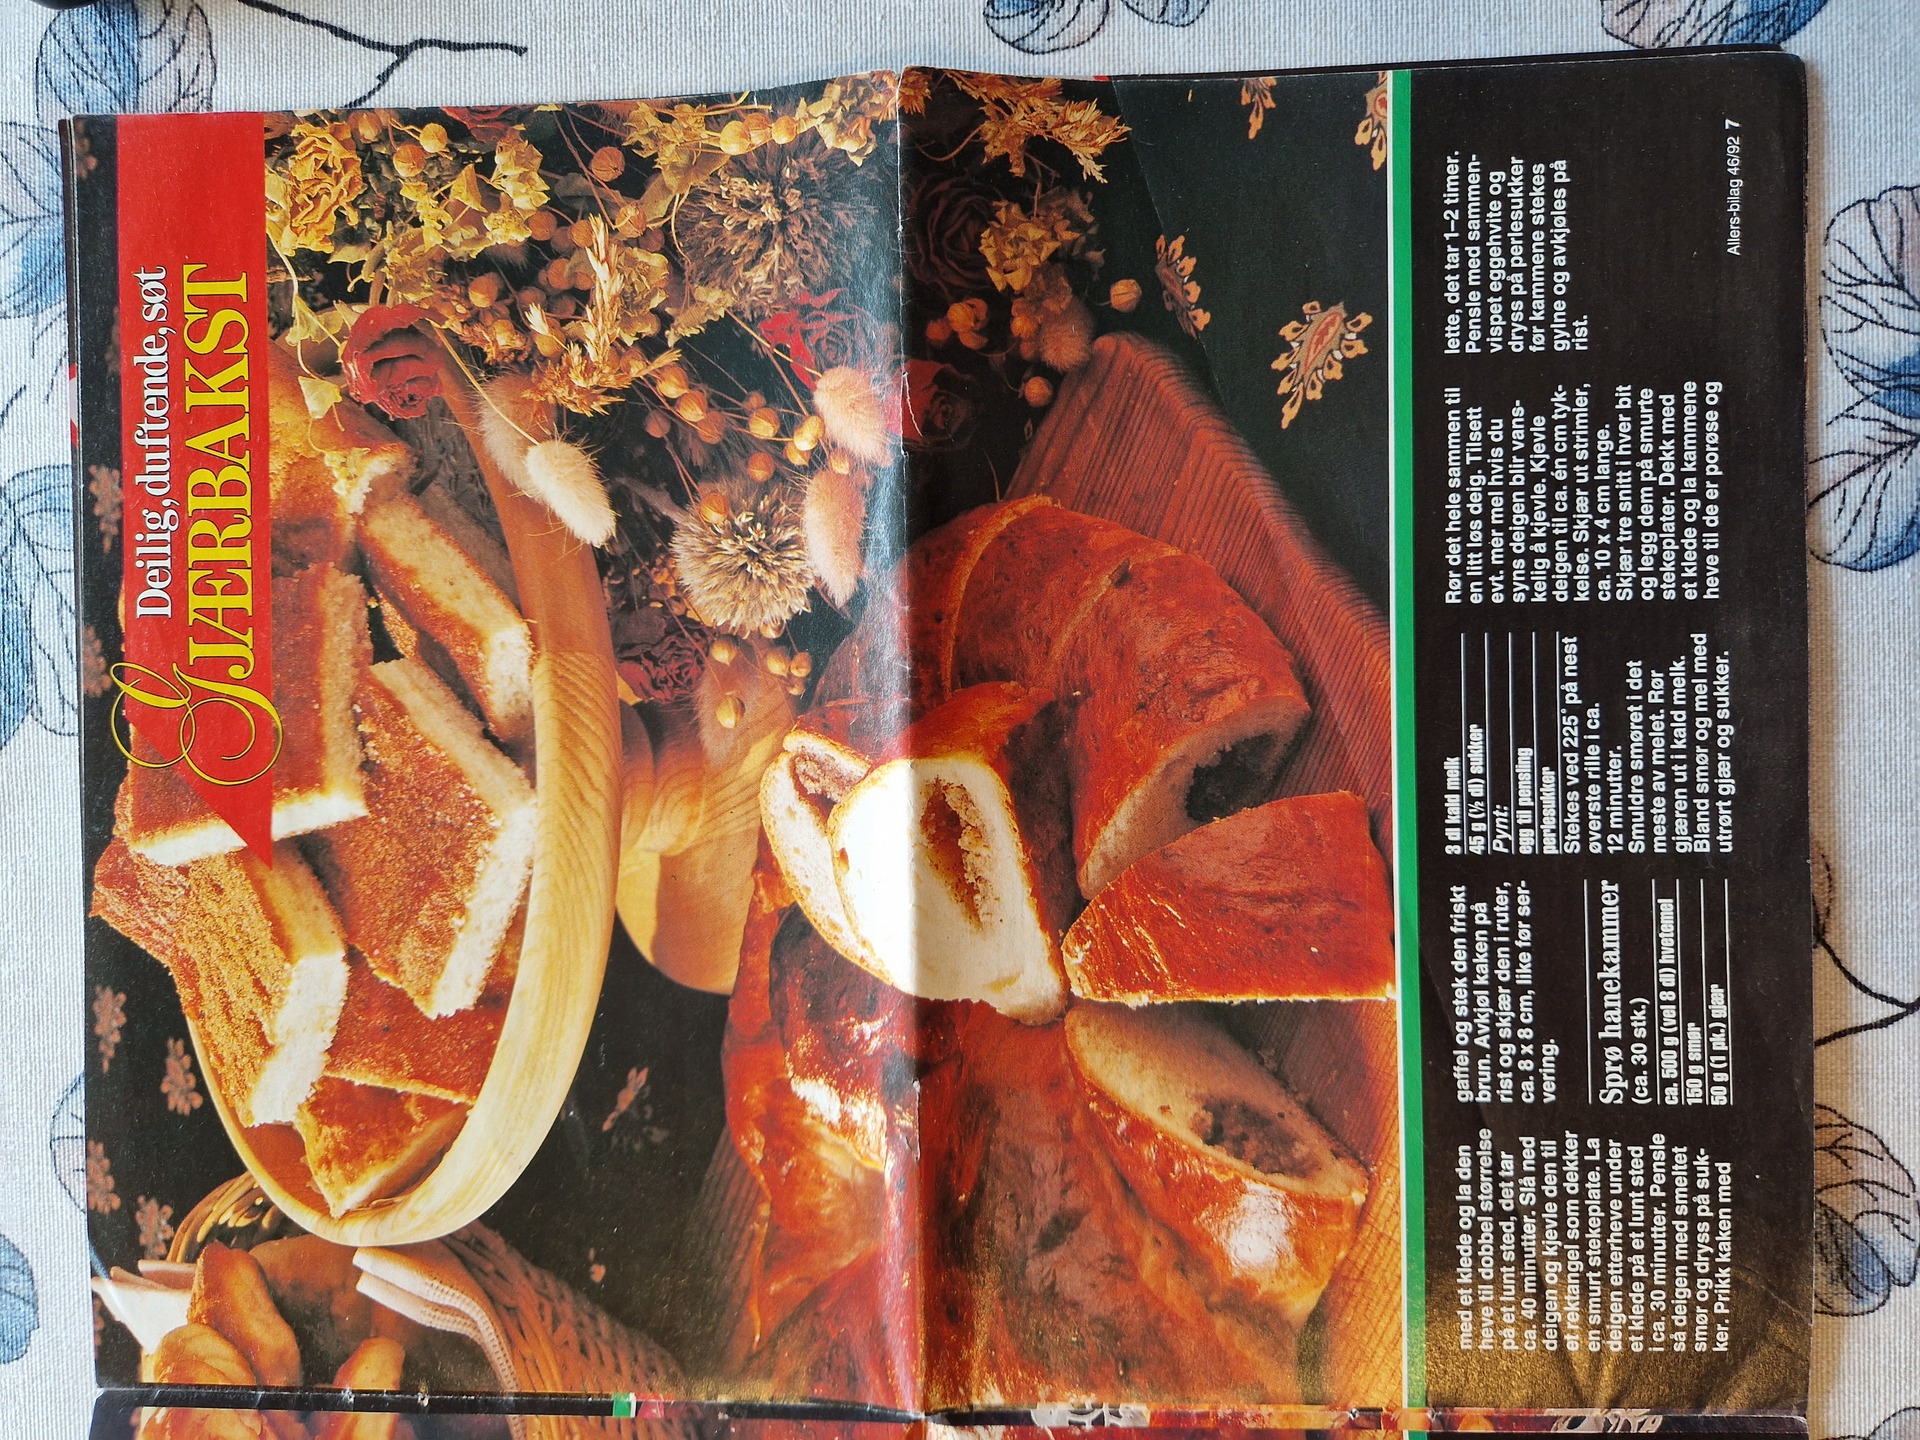 Deilig, duftende, søt
GJÆRBAKST
med et klede og la den
heve til dobbel størrelse
på et lunt sted, det tar
ca. 40 minutter. Slå ned
deigen og kjevle den til
et rektangel som dekker
en smurt stekeplate. La
deigen etterheve under
et klede på et lunt sted
i ca. 30 minutter. Pensle
så deigen med smeltet
smør og dryss på suk-
ker. Prikk kaken med
gaffel og stek den friskt
brun. Avkjøl kaken på
rist og skjær den i ruter,
ca. 8 x 8 cm, like før ser-
vering.
Sprø hanekammer
(ca. 30 stk.)
ca. 500 g (vel 8 dl) hvetemel
150 g smør
50 g (1 pk.) gjær
3 dl kald melk
45 g (½ dl) sukker
Pynt:
egg til pensling
perlesukker
Stekes ved 225° på nest
øverste rille i ca.
12 minutter.
Smuldre smøret i det
meste av melet. Rør
gjæren ut i kald melk.
Bland smør og mel med
utrørt gjær og sukker.
Rør det hele sammen til
en litt løs deig. Tilsett
evt. mer mel hvis du
syns deigen blir vans-
kelig å kjevle. Kjevle
deigen til ca. én cm tyk-
kelse. Skjær ut strimler,
ca. 10 x 4 cm lange.
Skjær tre snitt i hver bit
og legg dem på smurte
stekeplater. Dekk med
et klede og la kammene
heve til de er porøse og
lette, det tar 1–2 timer.
Pensle med sammen-
vispet eggehvite og
dryss på perlesukker
før kammene stekes
gylne og avkjøles på
rist.
Allers-bilag 46/92 7